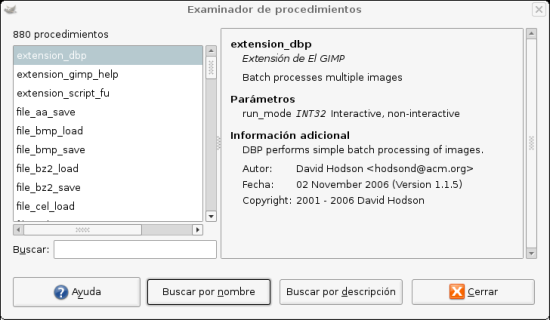 Examinador de procedimientos
880 procedimientos
extension_dbp
extension_gimp_help
extension_script_fu
file_aa_save
file_bmp_load
file_bmp_save
file_bz2_load
file_bz2_save
file_cel_load
Buscar:
extension_dbp
Extensión de El GIMP
Batch processes multiple images
Parámetros
run_mode INT32 Interactive, non-interactive
Información adicional
DBP performs simple batch processing of images.
Autor: David Hodson <hodsond@acm.org>
Fecha: 02 November 2006 (Version 1.1.5)
Copyright: 2001 - 2006 David Hodson
Ayuda
Buscar por nombre
Buscar por descripción
Cerrar